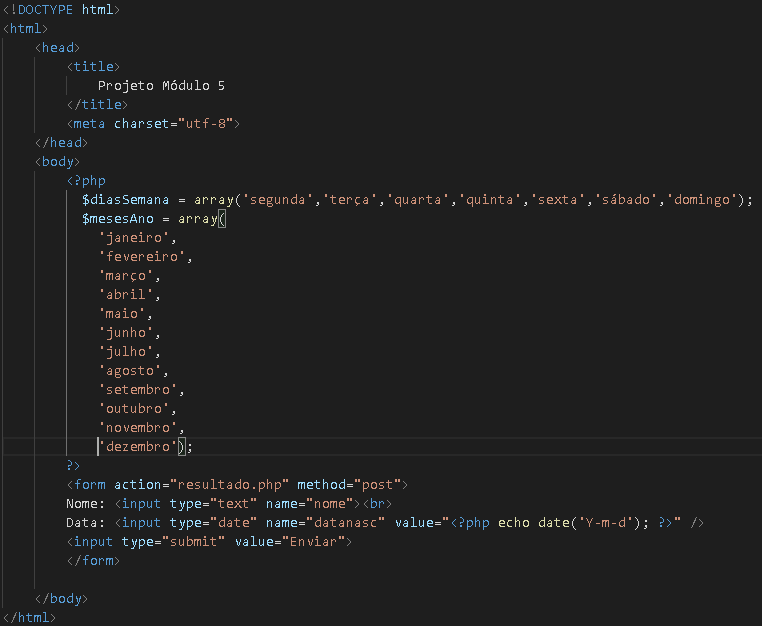 <!DOCTYPE html>
<html>
<head>
<title>
Projeto Módulo 5
</title>
<meta charset="utf-8">
</head>
<body>
<?php
$diasSemana = array('segunda','terça','quarta','quinta','sexta','sábado','domingo');
$mesesAno = array(
'janeiro',
'fevereiro',
'março',
'abril',
'maio',
'junho',
'julho',
'agosto',
'setembro',
'outubro',
'novembro',
'dezembro');
?>
<form action="resultado.php" method="post">
Nome: <input type="text" name="nome"><br>
Data: <input type="date" name="datanasc" value="<?php echo date('Y-m-d'); ?>" />
<input type="submit" value="Enviar">
</form>
</body>
</html>